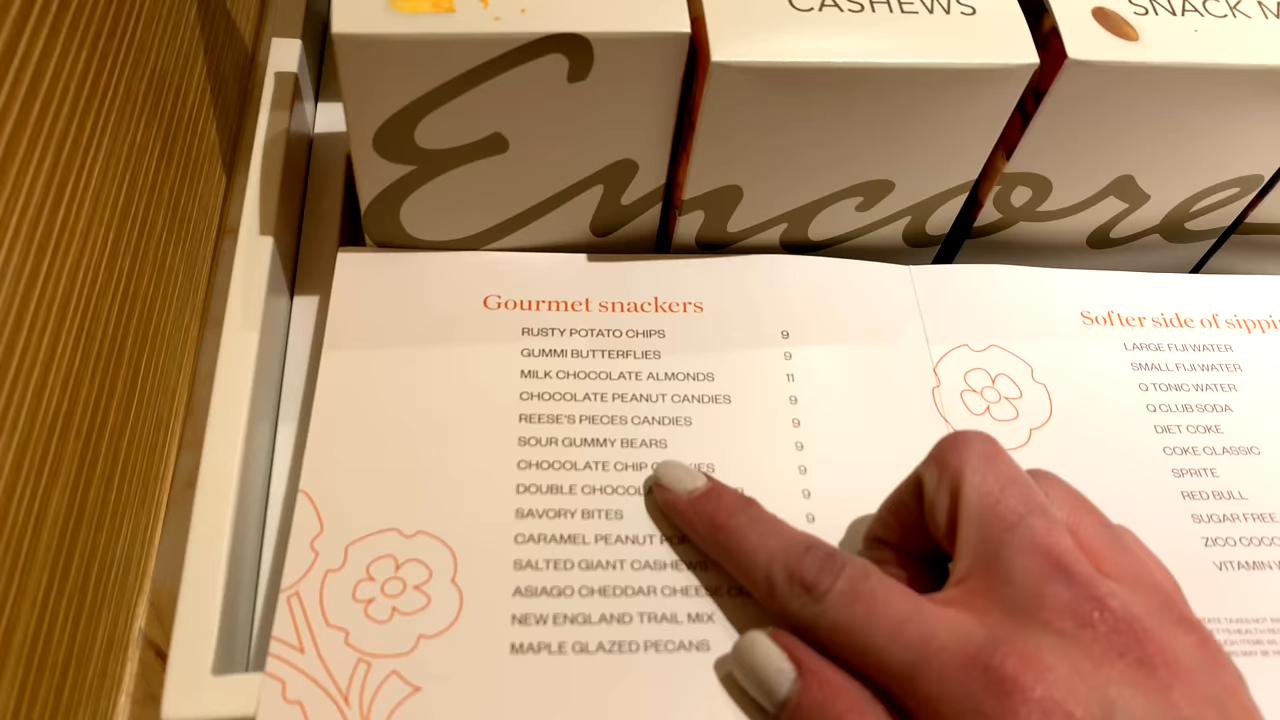 CASHEWS
SNACK M
Encore
Gourmet snackers
RUSTY POTATO CHIPS 9
GUMMI BUTTERFLIES 9
MILK CHOCOLATE ALMONDS 11
CHOCOLATE PEANUT CANDIES 9
REESE'S PIECES CANDIES 9
SOUR GUMMY BEARS 9
CHOCOLATE CHIP 9
DOUBLE 9
SAVORY BITES 9
CARAMEL PEANUT
SALTED GIANT CASHEWS
ASIAGO CHEDDAR CHEESE
NEW ENGLAND TRAIL MIX
MAPLE GLAZED PECANS
Softer side of sippi
LARGE FIJI WATER
SMALL FIJI WATER
Q TONIC WATER
Q CLUB SODA
DIET COKE
COKE CLASSIC
SPRITE
RED BULL
SUGAR FREE
ZICO COCO
VITAMIN W